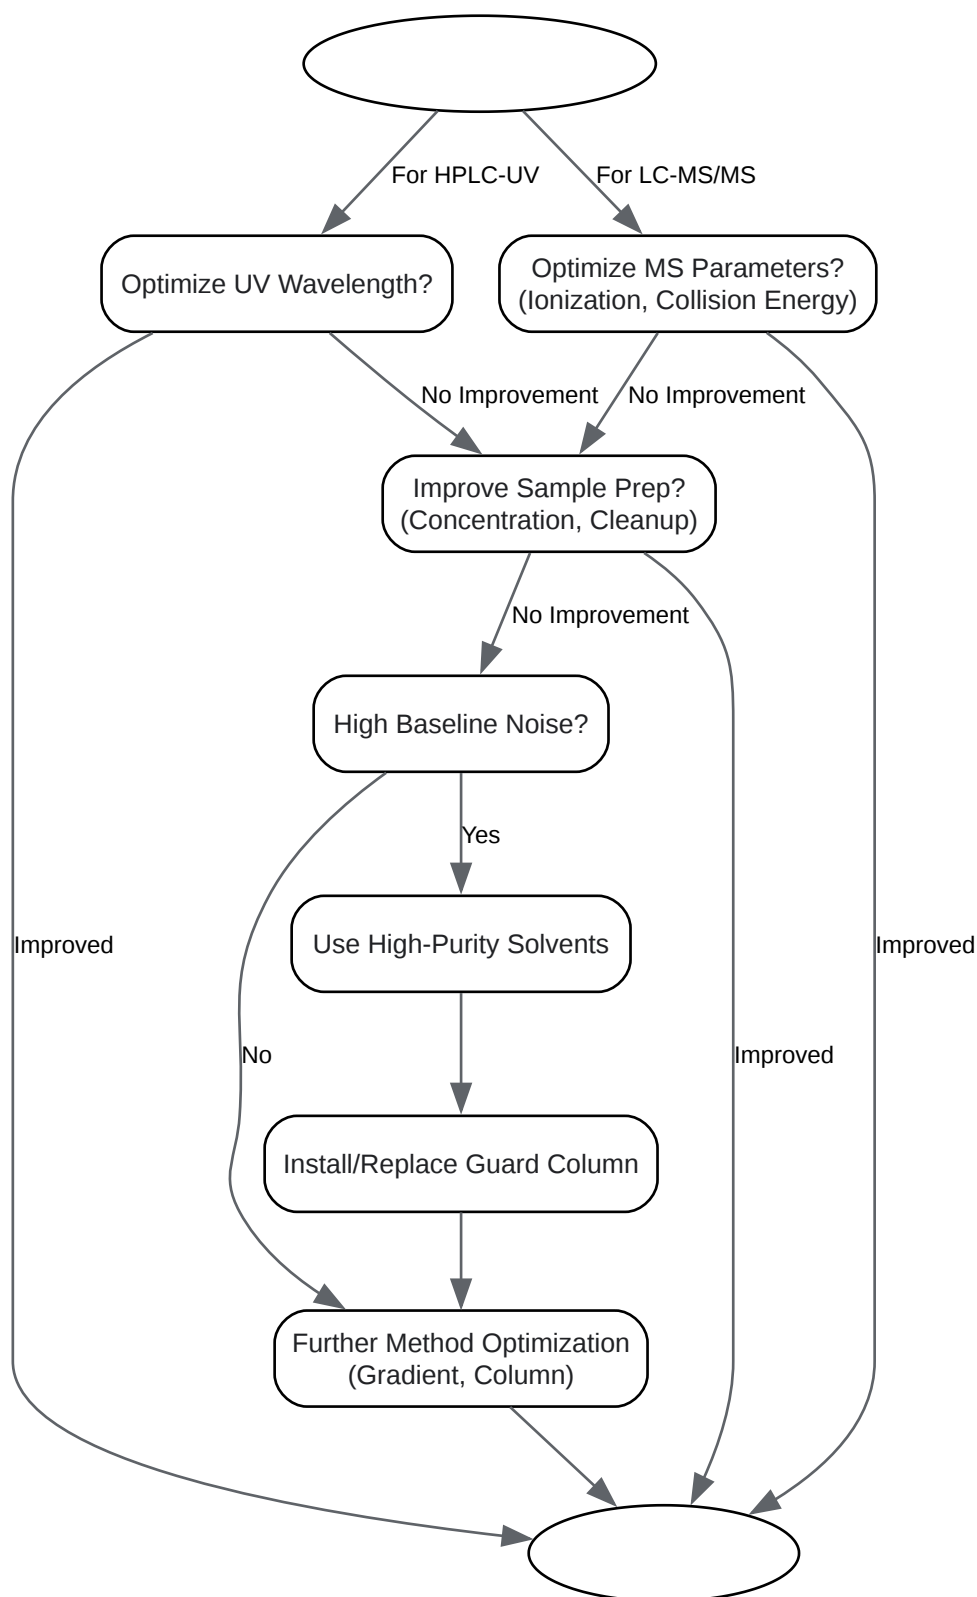 For HPLC-UV
For LC-MS/MS
Optimize UV Wavelength?
Optimize MS Parameters?
(Ionization, Collision Energy)
No Improvement
No Improvement
Improve Sample Prep?
(Concentration, Cleanup)
No Improvement
High Baseline Noise?
Yes
Use High-Purity Solvents
Improved
Improved
No
Improved
Install/Replace Guard Column
Further Method Optimization
(Gradient, Column)